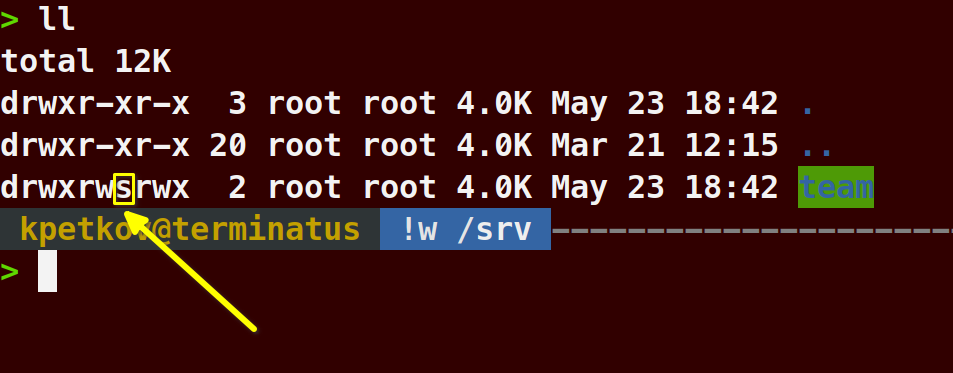 > ll
total 12K
drwxr-xr-x  3 root root 4.0K May 23 18:42 .
drwxr-xr-x 20 root root 4.0K Mar 21 12:15 ..
drwxrwsrwx  2 root root 4.0K May 23 18:42 team
kpetkov@terminatus  !w /srv
>